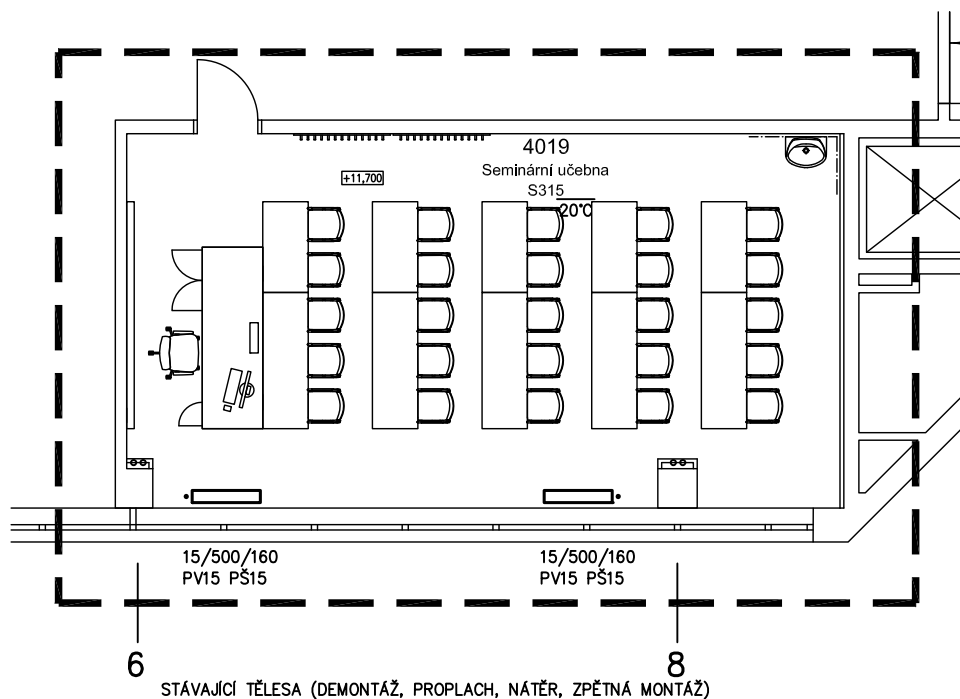 4019
Seminární učebna
S315
+11,700
20°C
15/500/160
PV15 PŠ15
15/500/160
PV15 PŠ15
6
8
STÁVAJÍCÍ TĚLESA (DEMONTÁŽ, PROPLACH, NÁTĚR, ZPĚTNÁ MONTÁŽ)